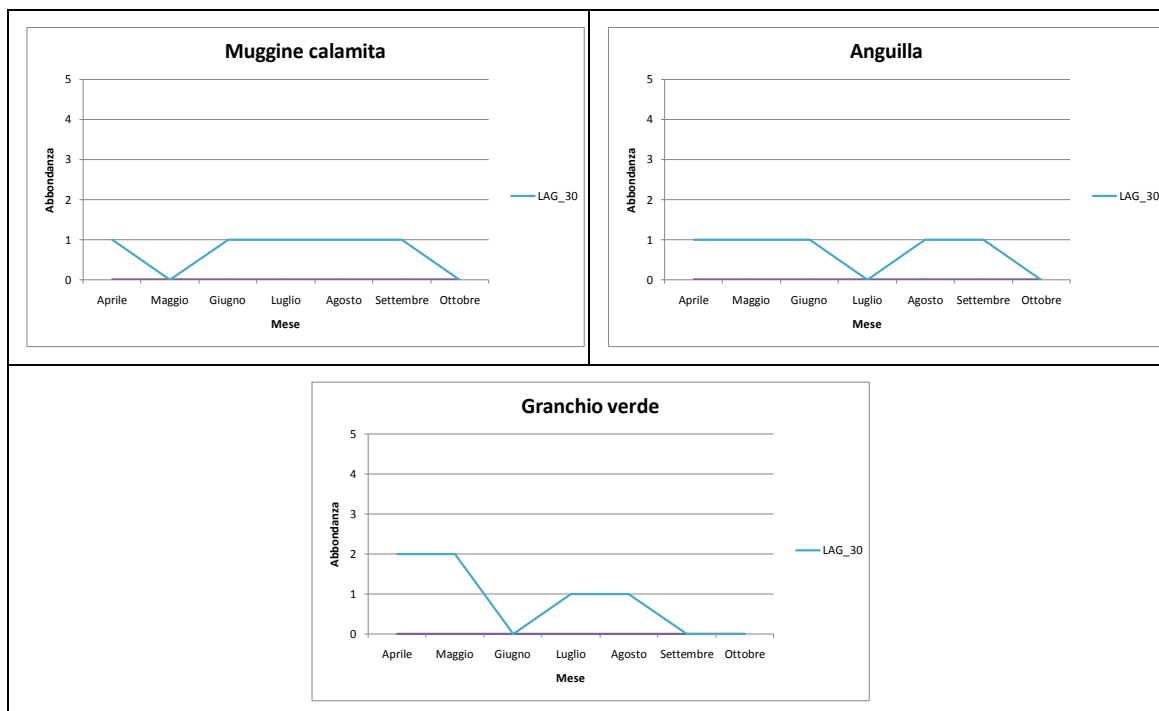 Muggine calamita
5
4
3
2
1
0
Abbondanza
Aprile Maggio Giugno Luglio Agosto Settembre Ottobre
Mese
LAG_30
Anguilla
5
4
3
2
1
0
Abbondanza
Aprile Maggio Giugno Luglio Agosto Settembre Ottobre
Mese
LAG_30
Granchio verde
5
4
3
2
1
0
Abbondanza
Aprile Maggio Giugno Luglio Agosto Settembre Ottobre
Mese
LAG_30